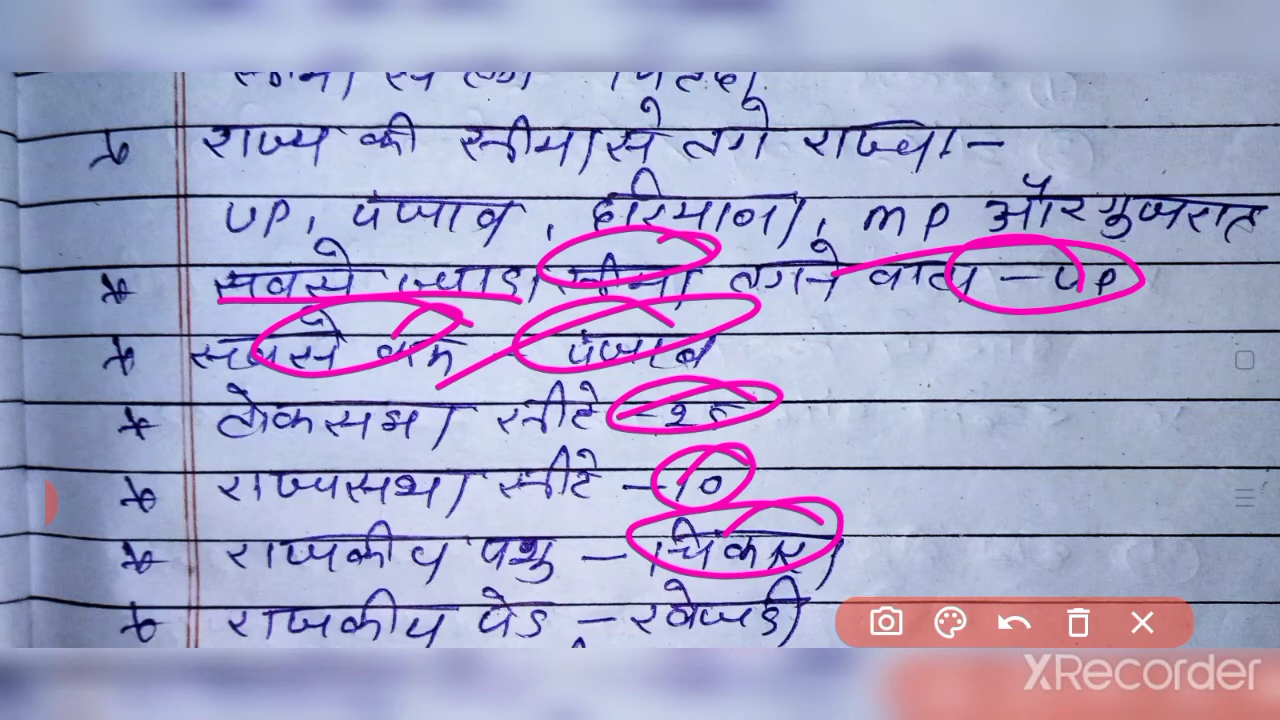 * राज्य की सीमा से लगे राज्य।-
UP, पंजाब, हरियाणा, MP और गुजरात
* सबसे ज्यादा सीमा लगने वाला - UP
* सबसे कम - पंजाब
* लोकसभा सीटे - 25
* राज्यसभा सीटे - 10
* राजकीय पशु - चिंकारा
* राजकीय पेड - खेजडी
XRecorder